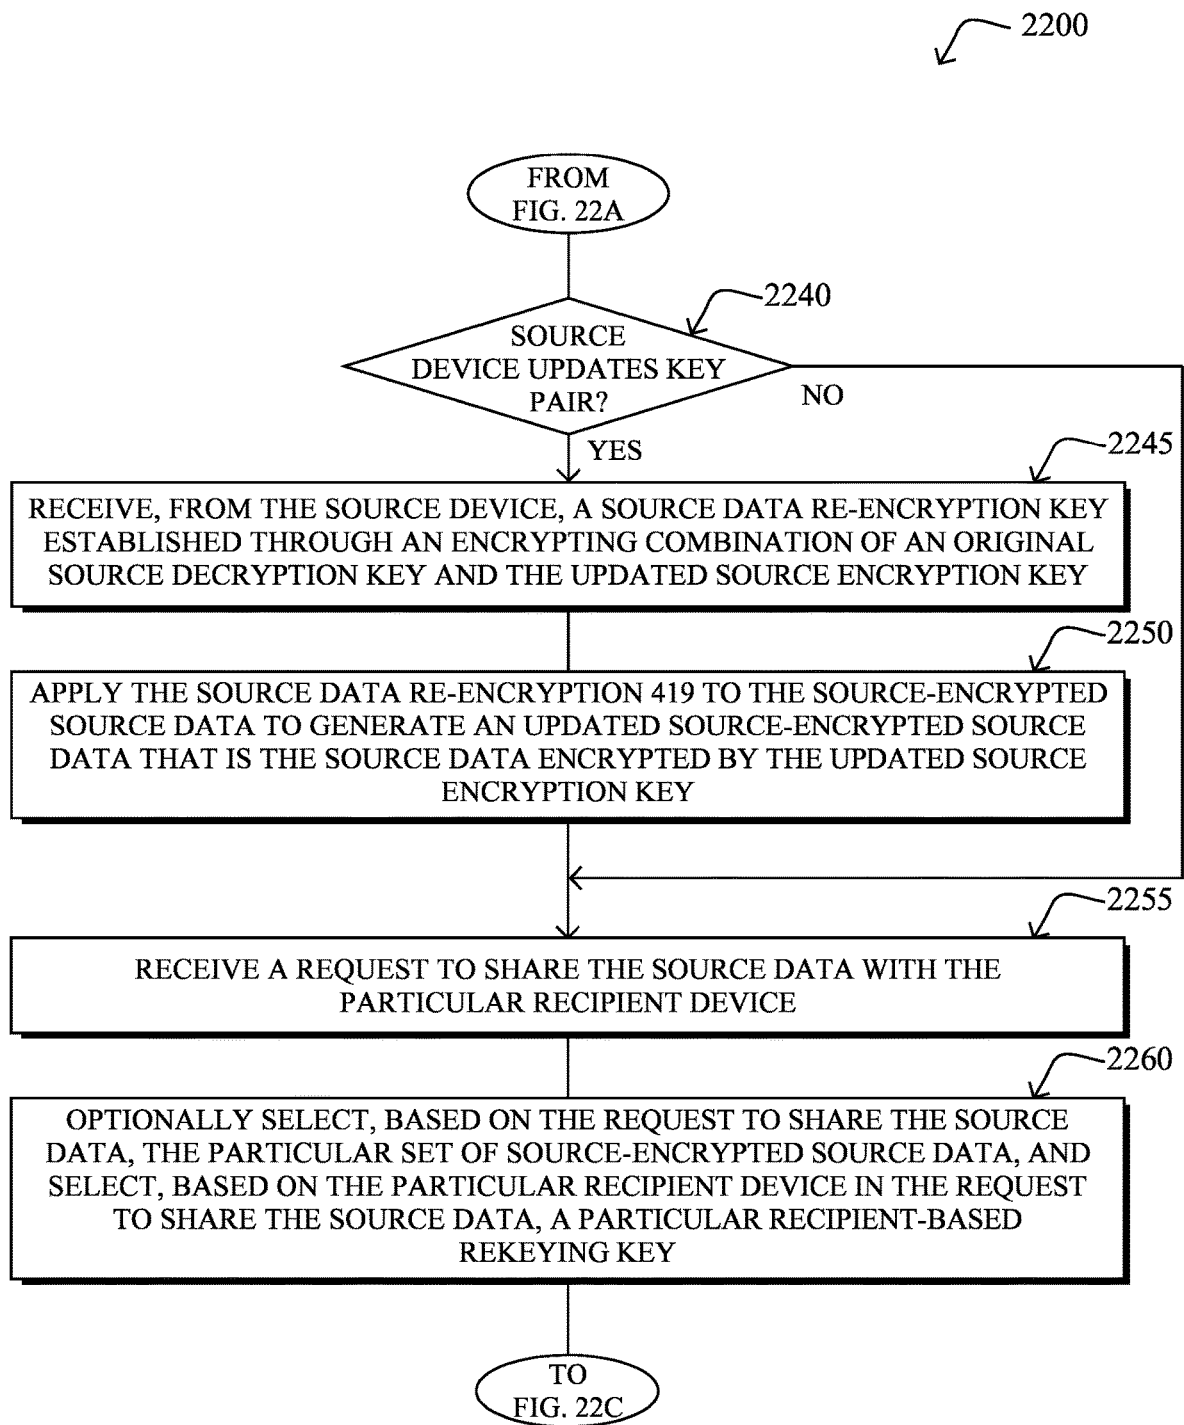 2200
FROM
FIG. 22A
2240
SOURCE
DEVICE UPDATES KEY
PAIR?
NO
YES
2245
RECEIVE, FROM THE SOURCE DEVICE, A SOURCE DATA RE-ENCRYPTION KEY
ESTABLISHED THROUGH AN ENCRYPTING COMBINATION OF AN ORIGINAL
SOURCE DECRYPTION KEY AND THE UPDATED SOURCE ENCRYPTION KEY
2250
APPLY THE SOURCE DATA RE-ENCRYPTION 419 TO THE SOURCE-ENCRYPTED
SOURCE DATA TO GENERATE AN UPDATED SOURCE-ENCRYPTED SOURCE
DATA THAT IS THE SOURCE DATA ENCRYPTED BY THE UPDATED SOURCE
ENCRYPTION KEY
2255
RECEIVE A REQUEST TO SHARE THE SOURCE DATA WITH THE
PARTICULAR RECIPIENT DEVICE
2260
OPTIONALLY SELECT, BASED ON THE REQUEST TO SHARE THE SOURCE
DATA, THE PARTICULAR SET OF SOURCE-ENCRYPTED SOURCE DATA, AND
SELECT, BASED ON THE PARTICULAR RECIPIENT DEVICE IN THE REQUEST
TO SHARE THE SOURCE DATA, A PARTICULAR RECIPIENT-BASED
REKEYING KEY
TO
FIG. 22C